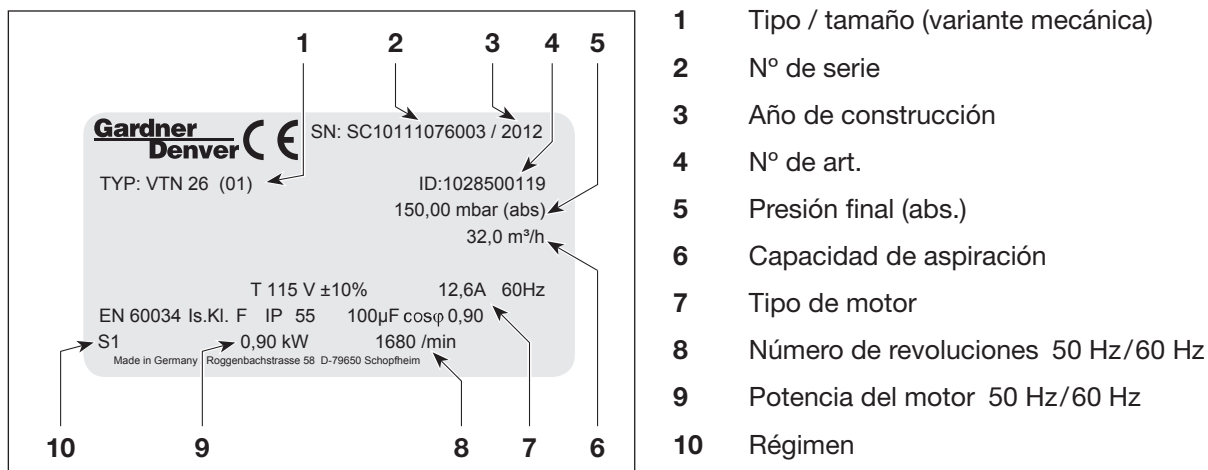 1 2 3 4 5
Gardner
Denver CE SN: SC10111076003 / 2012
TYP: VTN 26 (01) ID:1028500119
150,00 mbar (abs)
32,0 m³/h
T 115 V ±10% 12,6A 60Hz
EN 60034 Is.Kl. F IP 55 100µF cosφ 0,90
S1 0,90 kW 1680 /min
Made in Germany Roggenbachstrasse 58 D-79650 Schopfheim
10 9 8 7 6
1 Tipo / tamaño (variante mecánica)
2 Nº de serie
3 Año de construcción
4 Nº de art.
5 Presión final (abs.)
6 Capacidad de aspiración
7 Tipo de motor
8 Número de revoluciones 50 Hz/60 Hz
9 Potencia del motor 50 Hz/60 Hz
10 Régimen